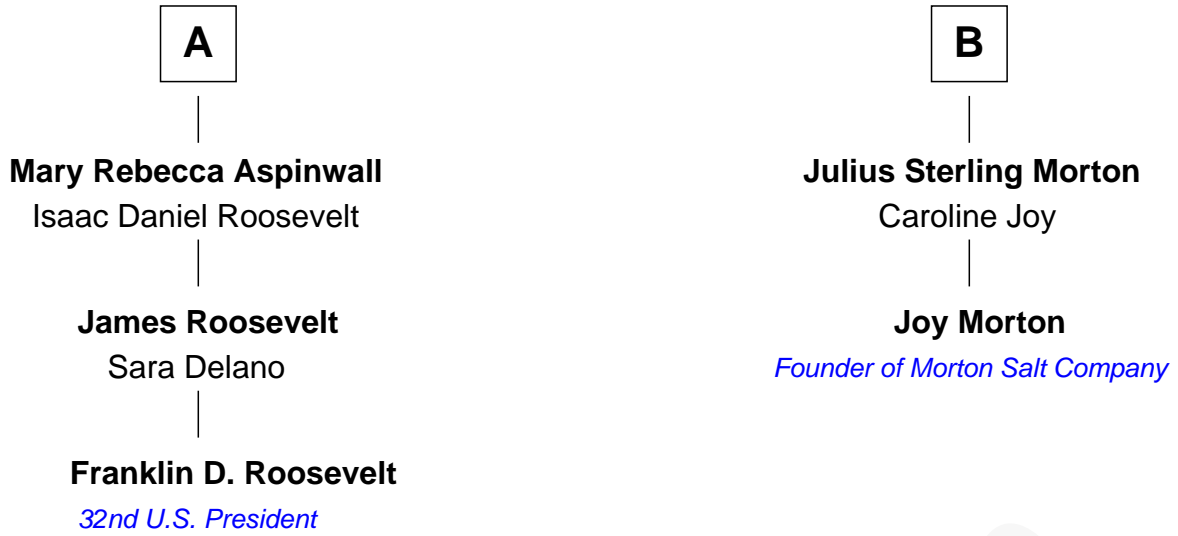 A
Mary Rebecca Aspinwall
Isaac Daniel Roosevelt
James Roosevelt
Sara Delano
Franklin D. Roosevelt
32nd U.S. President
B
Julius Sterling Morton
Caroline Joy
Joy Morton
Founder of Morton Salt Company